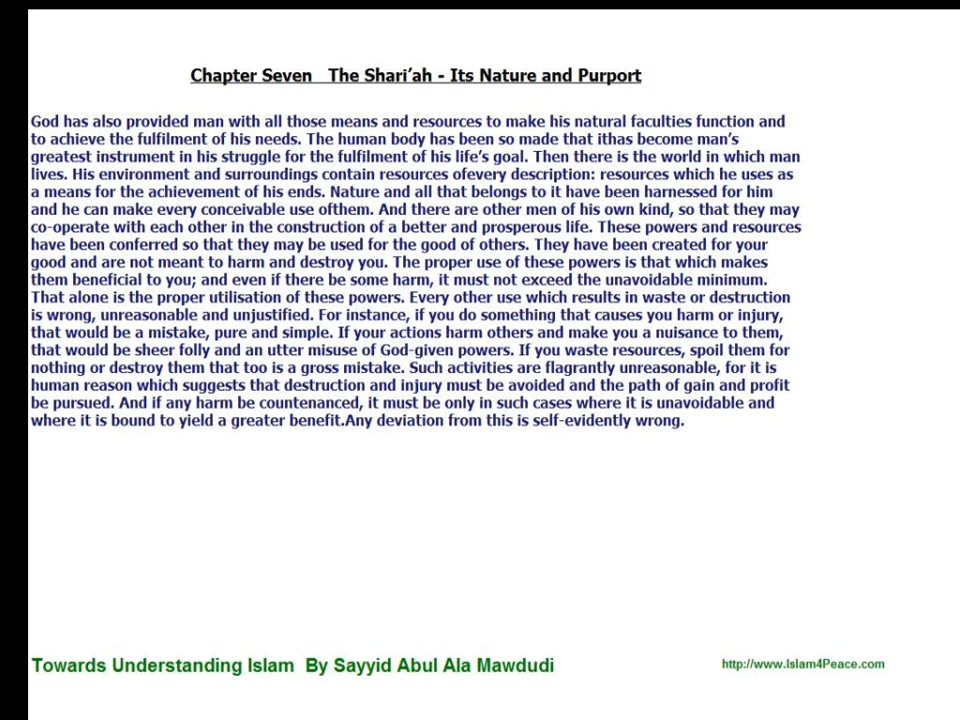 Chapter Seven   The Shari'ah - Its Nature and Purport
God has also provided man with all those means and resources to make his natural faculties function and
to achieve the fulfilment of his needs. The human body has been so made that ithas become man's
greatest instrument in his struggle for the fulfilment of his life's goal. Then there is the world in which man
lives. His environment and surroundings contain resources ofevery description: resources which he uses as
a means for the achievement of his ends. Nature and all that belongs to it have been harnessed for him
and he can make every conceivable use ofthem. And there are other men of his own kind, so that they may
co-operate with each other in the construction of a better and prosperous life. These powers and resources
have been conferred so that they may be used for the good of others. They have been created for your
good and are not meant to harm and destroy you. The proper use of these powers is that which makes
them beneficial to you; and even if there be some harm, it must not exceed the unavoidable minimum.
That alone is the proper utilisation of these powers. Every other use which results in waste or destruction
is wrong, unreasonable and unjustified. For instance, if you do something that causes you harm or injury,
that would be a mistake, pure and simple. If your actions harm others and make you a nuisance to them,
that would be sheer folly and an utter misuse of God-given powers. If you waste resources, spoil them for
nothing or destroy them that too is a gross mistake. Such activities are flagrantly unreasonable, for it is
human reason which suggests that destruction and injury must be avoided and the path of gain and profit
be pursued. And if any harm be countenanced, it must be only in such cases where it is unavoidable and
where it is bound to yield a greater benefit.Any deviation from this is self-evidently wrong.
Towards Understanding Islam  By Sayyid Abul Ala Mawdudi
http://www.Islam4Peace.com